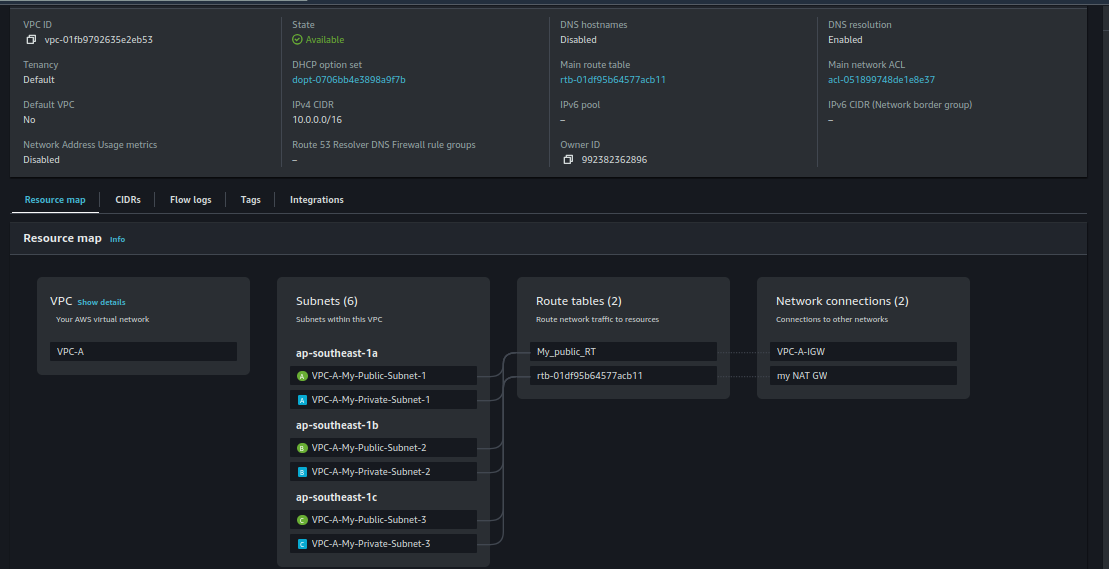 VPC ID
vpc-01fb9792635e2eb53
State
Available
DNS hostnames
Disabled
DNS resolution
Enabled
Tenancy
Default
DHCP option set
dopt-0706bb4e3898a9f7b
Main route table
rtb-01df95b64577acb11
Main network ACL
acl-051899748de1e8e37
Default VPC
No
IPv4 CIDR
10.0.0.0/16
IPv6 pool
–
IPv6 CIDR (Network border group)
–
Network Address Usage metrics
Disabled
Route 53 Resolver DNS Firewall rule groups
–
Owner ID
992382362896
Resource map
CIDRs
Flow logs
Tags
Integrations
Resource map Info
VPC Show details
Your AWS virtual network
VPC-A
Subnets (6)
Subnets within this VPC
ap-southeast-1a
A VPC-A-My-Public-Subnet-1
A VPC-A-My-Private-Subnet-1
ap-southeast-1b
B VPC-A-My-Public-Subnet-2
B VPC-A-My-Private-Subnet-2
ap-southeast-1c
C VPC-A-My-Public-Subnet-3
C VPC-A-My-Private-Subnet-3
Route tables (2)
Route network traffic to resources
My_public_RT
rtb-01df95b64577acb11
Network connections (2)
Connections to other networks
VPC-A-IGW
my NAT GW